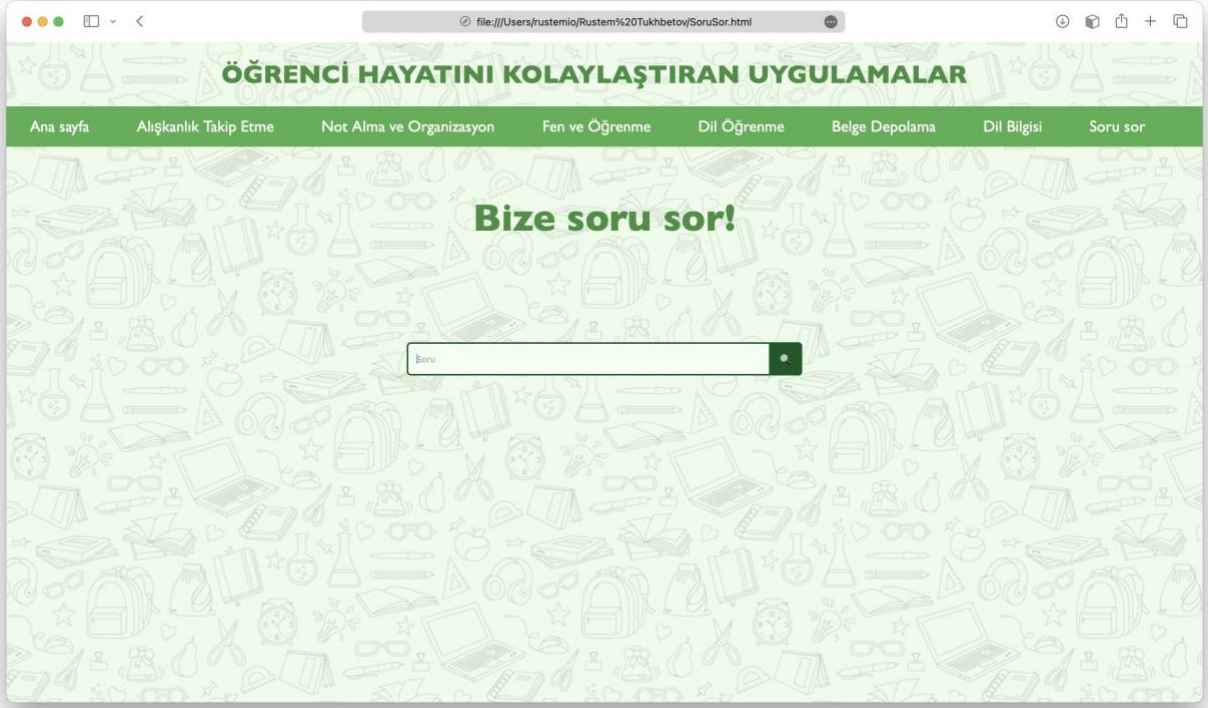 file:///Users/rustemio/Rustem%20Tukhbetov/SoruSor.html
ÖĞRENCİ HAYATINI KOLAYLAŞTIRAN UYGULAMALAR
Ana sayfa Alışkanlık Takip Etme Not Alma ve Organizasyon Fen ve Öğrenme Dil Öğrenme Belge Depolama Dil Bilgisi Soru sor
Bize soru sor!
Soru